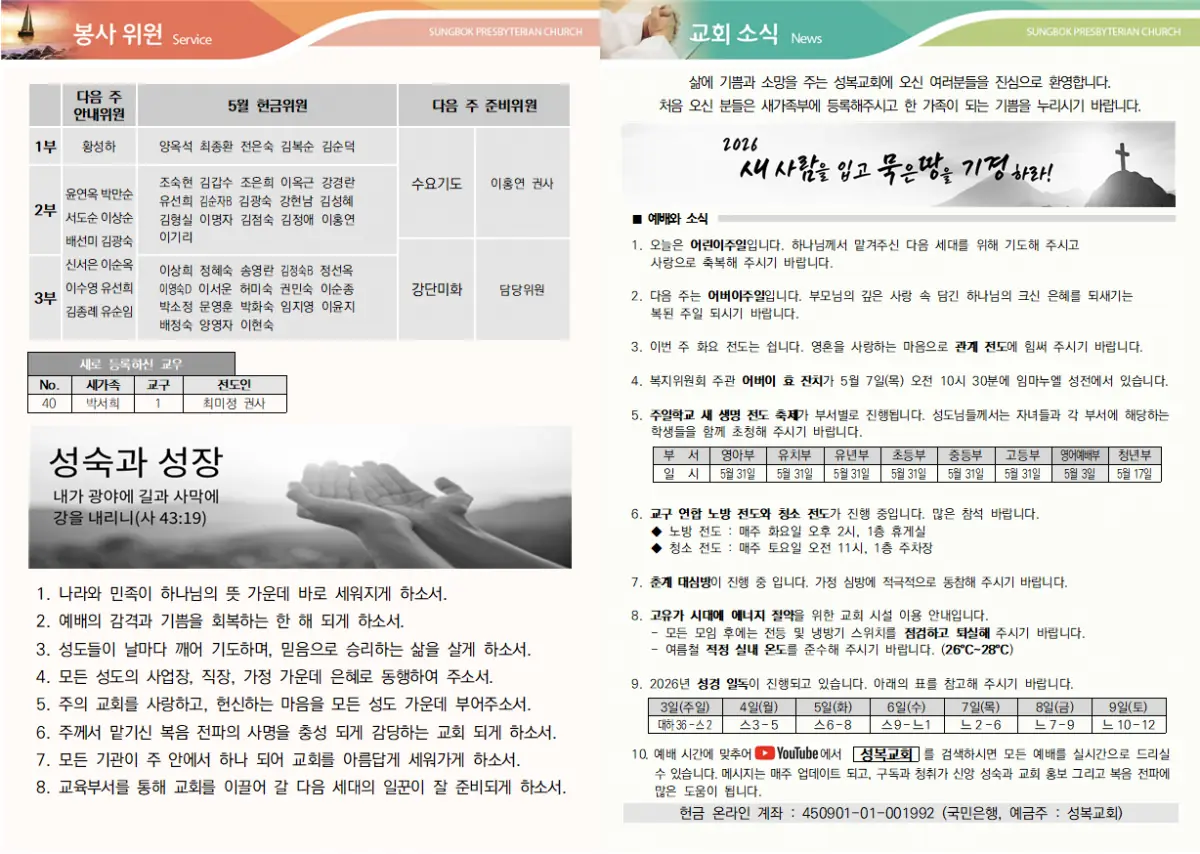 봉사 위원 Service
SUNGBOK PRESBYTERIAN CHURCH
다음 주 안내위원 5월 헌금위원 다음 주 준비위원
1부 황성하 양옥석 최종환 전은숙 김복순 김순덕
2부
윤연옥 박만순
서도순 이상순
배선미 김광숙
조숙현 김갑수 조은희 이옥근 강경란
유선희 김순자B 김광숙 강현남 김성혜
김형실 이명자 김점숙 김정애 이홍연
이기리
수요기도 이홍연 권사
3부
신서은 이순옥
이수영 유선희
김종례 유순임
이상희 정혜숙 송영란 김정숙B 정선옥
이영숙D 이서운 허미숙 권민숙 이순종
박소정 문영훈 박화숙 임지영 이윤지
배정숙 양영자 이현숙
강단미화 담당위원
새로 등록하신 교우
No. 새가족 교구 전도인
40 박서희 1 최미정 권사
성숙과 성장
내가 광야에 길과 사막에
강을 내리니(사 43:19)
1. 나라와 민족이 하나님의 뜻 가운데 바로 세워지게 하소서.
2. 예배의 감격과 기쁨을 회복하는 한 해 되게 하소서.
3. 성도들이 날마다 깨어 기도하며, 믿음으로 승리하는 삶을 살게 하소서.
4. 모든 성도의 사업장, 직장, 가정 가운데 은혜로 동행하여 주소서.
5. 주의 교회를 사랑하고, 헌신하는 마음을 모든 성도 가운데 부어주소서.
6. 주께서 맡기신 복음 전파의 사명을 충성 되게 감당하는 교회 되게 하소서.
7. 모든 기관이 주 안에서 하나 되어 교회를 아름답게 세워가게 하소서.
8. 교육부서를 통해 교회를 이끌어 갈 다음 세대의 일꾼이 잘 준비되게 하소서.
교회 소식 News
SUNGBOK PRESBYTERIAN CHURCH
삶에 기쁨과 소망을 주는 성복교회에 오신 여러분들을 진심으로 환영합니다.
처음 오신 분들은 새가족부에 등록해주시고 한 가족이 되는 기쁨을 누리시기 바랍니다.
2026
새 사람을 입고 묵은땅을 기경하라!
■ 예배와 소식
1. 오늘은 어린이주일입니다. 하나님께서 맡겨주신 다음 세대를 위해 기도해 주시고
사랑으로 축복해 주시기 바랍니다.
2. 다음 주는 어버이주일입니다. 부모님의 깊은 사랑 속 담긴 하나님의 크신 은혜를 되새기는
복된 주일 되시기 바랍니다.
3. 이번 주 화요 전도는 쉽니다. 영혼을 사랑하는 마음으로 관계 전도에 힘써 주시기 바랍니다.
4. 복지위원회 주관 어버이 효 잔치가 5월 7일(목) 오전 10시 30분에 임마누엘 성전에서 있습니다.
5. 주일학교 새 생명 전도 축제가 부서별로 진행됩니다. 성도님들께서는 자녀들과 각 부서에 해당하는
학생들을 함께 초청해 주시기 바랍니다.
부 서 영아부 유치부 유년부 초등부 중등부 고등부 영어예배부 청년부
일 시 5월 31일 5월 31일 5월 31일 5월 31일 5월 31일 5월 31일 5월 3일 5월 17일
6. 교구 연합 노방 전도와 청소 전도가 진행 중입니다. 많은 참석 바랍니다.
◆ 노방 전도 : 매주 화요일 오후 2시, 1층 휴게실
◆ 청소 전도 : 매주 토요일 오전 11시, 1층 주차장
7. 춘계 대심방이 진행 중 입니다. 가정 심방에 적극적으로 동참해 주시기 바랍니다.
8. 고유가 시대에 에너지 절약을 위한 교회 시설 이용 안내입니다.
- 모든 모임 후에는 전등 및 냉방기 스위치를 점검하고 퇴실해 주시기 바랍니다.
- 여름철 적정 실내 온도를 준수해 주시기 바랍니다. (26℃~28℃)
9. 2026년 성경 일독이 진행되고 있습니다. 아래의 표를 참고해 주시기 바랍니다.
3일(주일) 4일(월) 5일(화) 6일(수) 7일(목) 8일(금) 9일(토)
대하36-스2 스3-5 스6-8 스9-느1 느2-6 느7-9 느10-12
10. 예배 시간에 맞추어 YouTube에서 성복교회 를 검색하시면 모든 예배를 실시간으로 드리실
수 있습니다. 메시지는 매주 업데이트 되고, 구독과 청취가 신앙 성숙과 교회 홍보 그리고 복음 전파에
많은 도움이 됩니다.
헌금 온라인 계좌 : 450901-01-001992 (국민은행, 예금주 : 성복교회)